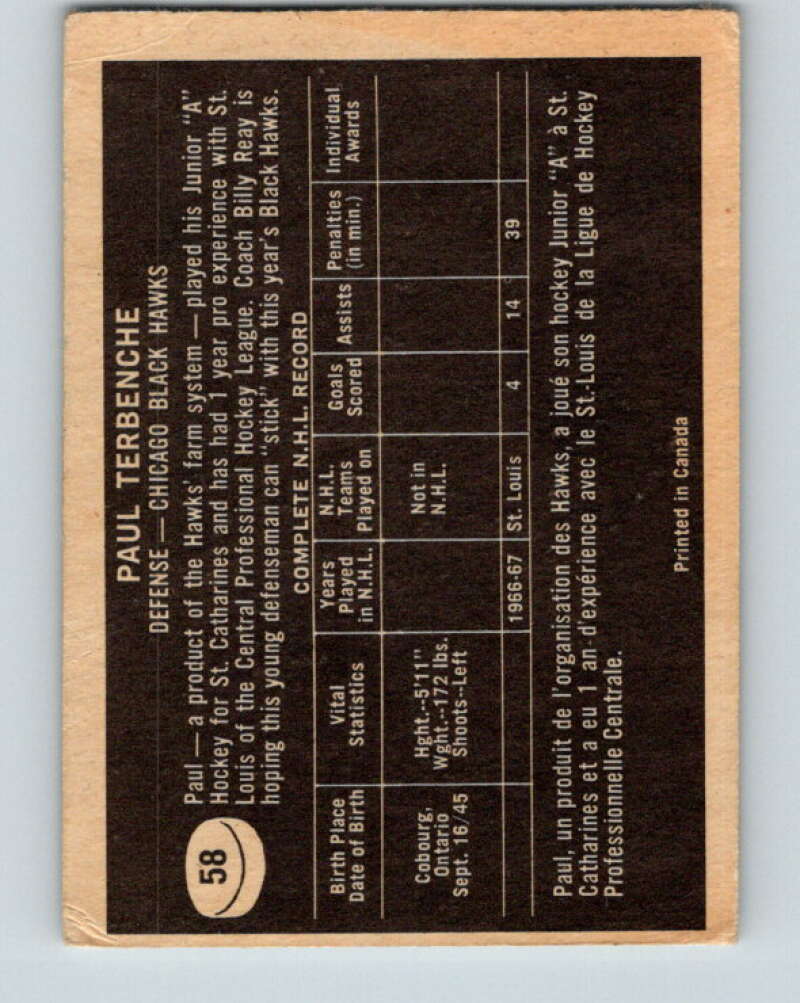 PAUL TERBENCHE
DEFENSE — CHICAGO BLACK HAWKS
58
Paul — a product of the Hawks' farm system — played his Junior "A"
Hockey for St. Catharines and has had 1 year pro experience with St.
Louis of the Central Professional Hockey League. Coach Billy Reay is
hoping this young defenseman can "stick" with this year's Black Hawks.
COMPLETE N.H.L. RECORD
Birth Place
Date of Birth
Vital
Statistics
Years
Played
in N.H.L.
N.H.L.
Teams
Played on
Goals
Scored
Assists
Penalties
(in min.)
Individual
Awards
Cobourg,
Ontario
Sept. 16/45
Hght.--5'11"
Wght.--172 lbs.
Shoots--Left
Not in
N.H.L.
1966-67 St. Louis 4 14 39
Paul, un produit de l'organisation des Hawks, a joué son hockey Junior "A" à St.
Catharines et a eu 1 an d'expérience avec le St-Louis de la Ligue de Hockey
Professionnelle Centrale.
Printed in Canada